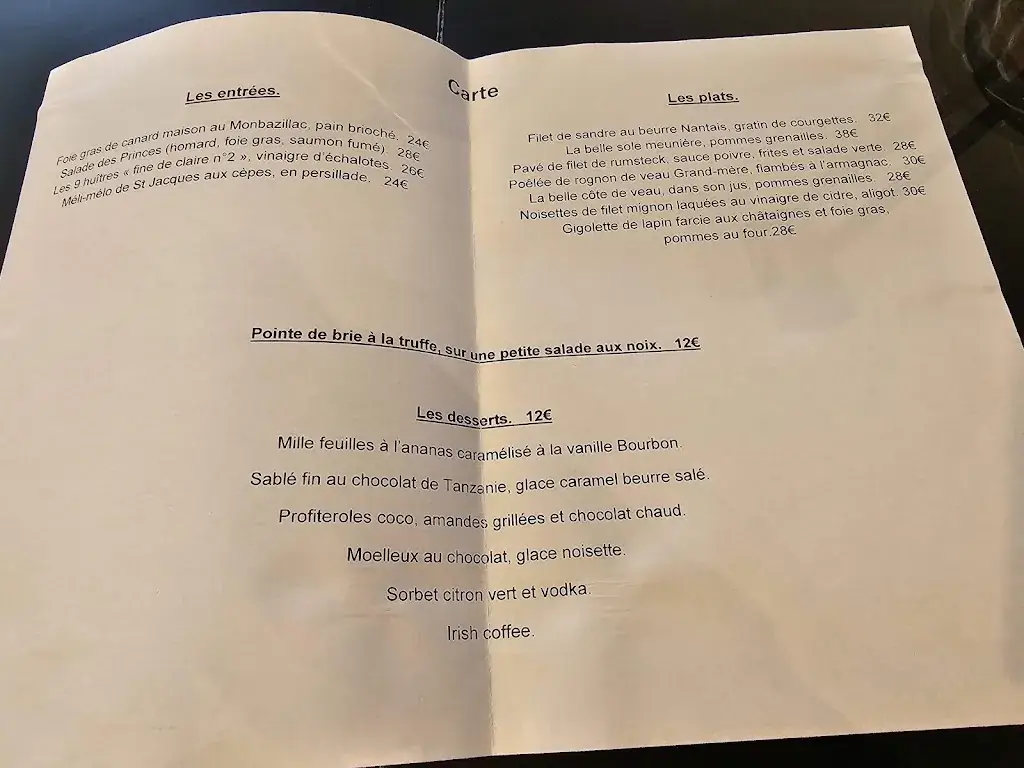 Carte
Les entrées.
Foie gras de canard maison au Monbazillac, pain brioché. 24€
Salade des Princes (homard, foie gras, saumon fumé). 28€
Les 9 huîtres « fine de claire n°2 », vinaigre d'échalotes. 26€
Méli-mélo de St Jacques aux cèpes, en persillade. 24€
Les plats.
Filet de sandre au beurre Nantais, gratin de courgettes. 32€
La belle sole meunière, pommes grenailles. 38€
Pavé de filet de rumsteck, sauce poivre, frites et salade verte. 28€
Poêlée de rognon de veau Grand-mère, flambés à l'armagnac. 30€
La belle côte de veau, dans son jus, pommes grenailles. 28€
Noisettes de filet mignon laquées au vinaigre de cidre, aligot. 30€
Gigolette de lapin farcie aux châtaignes et foie gras,
pommes au four.28€
Pointe de brie à la truffe, sur une petite salade aux noix. 12€
Les desserts. 12€
Mille feuilles à l'ananas caramélisé à la vanille Bourbon.
Sablé fin au chocolat de Tanzanie, glace caramel beurre salé.
Profiteroles coco, amandes grillées et chocolat chaud.
Moelleux au chocolat, glace noisette.
Sorbet citron vert et vodka.
Irish coffee.